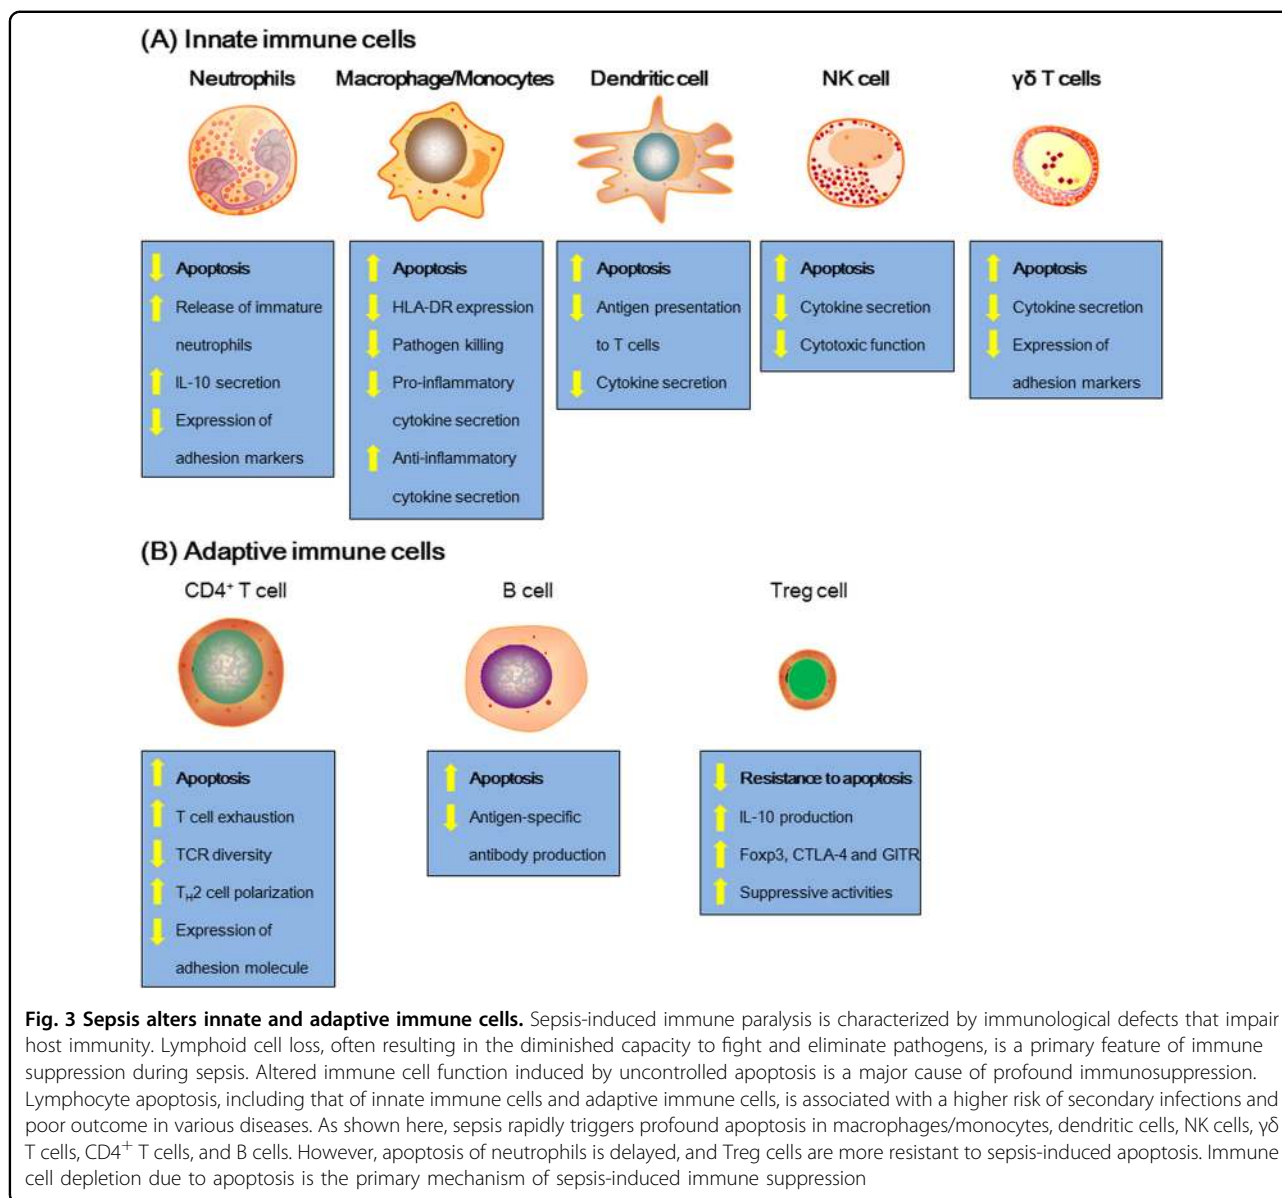 (A) Innate immune cells
Neutrophils
Macrophage/Monocytes
Dendritic cell
NK cell
γδ T cells
Apoptosis
Release of immature
neutrophils
IL-10 secretion
Expression of
adhesion markers
Apoptosis
HLA-DR expression
Pathogen killing
Pro-inflammatory
cytokine secretion
Anti-inflammatory
cytokine secretion
Apoptosis
Antigen presentation
to T cells
Cytokine secretion
Apoptosis
Cytokine secretion
Cytotoxic function
Apoptosis
Cytokine secretion
Expression of
adhesion markers
(B) Adaptive immune cells
CD4⁺ T cell
B cell
Treg cell
Apoptosis
T cell exhaustion
TCR diversity
T_H2 cell polarization
Expression of
adhesion molecule
Apoptosis
Antigen-specific
antibody production
Resistance to apoptosis
IL-10 production
Foxp3, CTLA-4 and GITR
Suppressive activities
Fig. 3 Sepsis alters innate and adaptive immune cells. Sepsis-induced immune paralysis is characterized by immunological defects that impair
host immunity. Lymphoid cell loss, often resulting in the diminished capacity to fight and eliminate pathogens, is a primary feature of immune
suppression during sepsis. Altered immune cell function induced by uncontrolled apoptosis is a major cause of profound immunosuppression.
Lymphocyte apoptosis, including that of innate immune cells and adaptive immune cells, is associated with a higher risk of secondary infections and
poor outcome in various diseases. As shown here, sepsis rapidly triggers profound apoptosis in macrophages/monocytes, dendritic cells, NK cells, γδ
T cells, CD4⁺ T cells, and B cells. However, apoptosis of neutrophils is delayed, and Treg cells are more resistant to sepsis-induced apoptosis. Immune
cell depletion due to apoptosis is the primary mechanism of sepsis-induced immune suppression